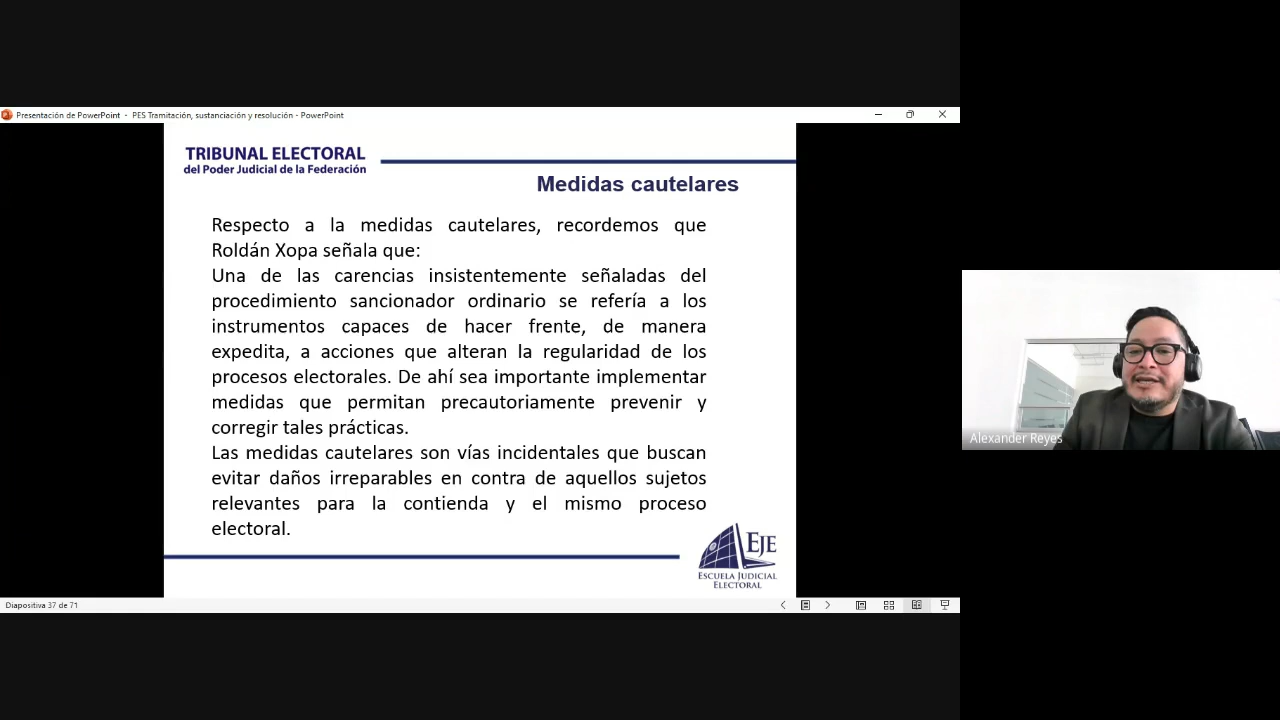 Presentación de PowerPoint - PES Tramitación, sustanciación y resolución - PowerPoint
TRIBUNAL ELECTORAL
del Poder Judicial de la Federación
Medidas cautelares
Respecto a la medidas cautelares, recordemos que
Roldán Xopa señala que:
Una de las carencias insistentemente señaladas del
procedimiento sancionador ordinario se refería a los
instrumentos capaces de hacer frente, de manera
expedita, a acciones que alteran la regularidad de los
procesos electorales. De ahí sea importante implementar
medidas que permitan precautoriamente prevenir y
corregir tales prácticas.
Las medidas cautelares son vías incidentales que buscan
evitar daños irreparables en contra de aquellos sujetos
relevantes para la contienda y el mismo proceso
electoral.
EJE
ESCUELA JUDICIAL
ELECTORAL
Diapositiva 37 de 71
Alexander Reyes